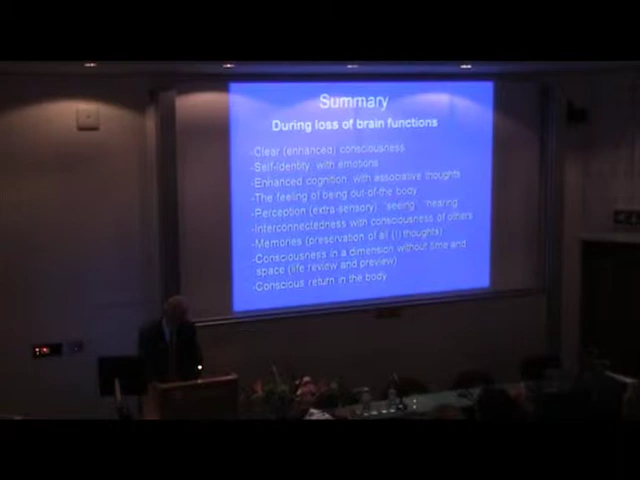 Summary
During loss of brain functions
-Clear (enhanced) consciousness
-Self-identity, with emotions
-Enhanced cognition, with associative thoughts
-The feeling of being out-of-the body
-Perception (extra-sensory) "seeing" "hearing"
-Interconnectedness with consciousness of others
-Memories (preservation of all (!) thoughts)
-Consciousness in a dimension without time and
space (life review and preview)
-Conscious return in the body